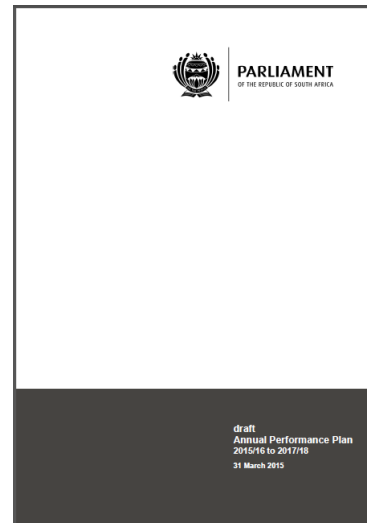 PARLIAMENT
OF THE REPUBLIC OF SOUTH AFRICA
draft
Annual Performance Plan
2015/16 to 2017/18
31 March 2015